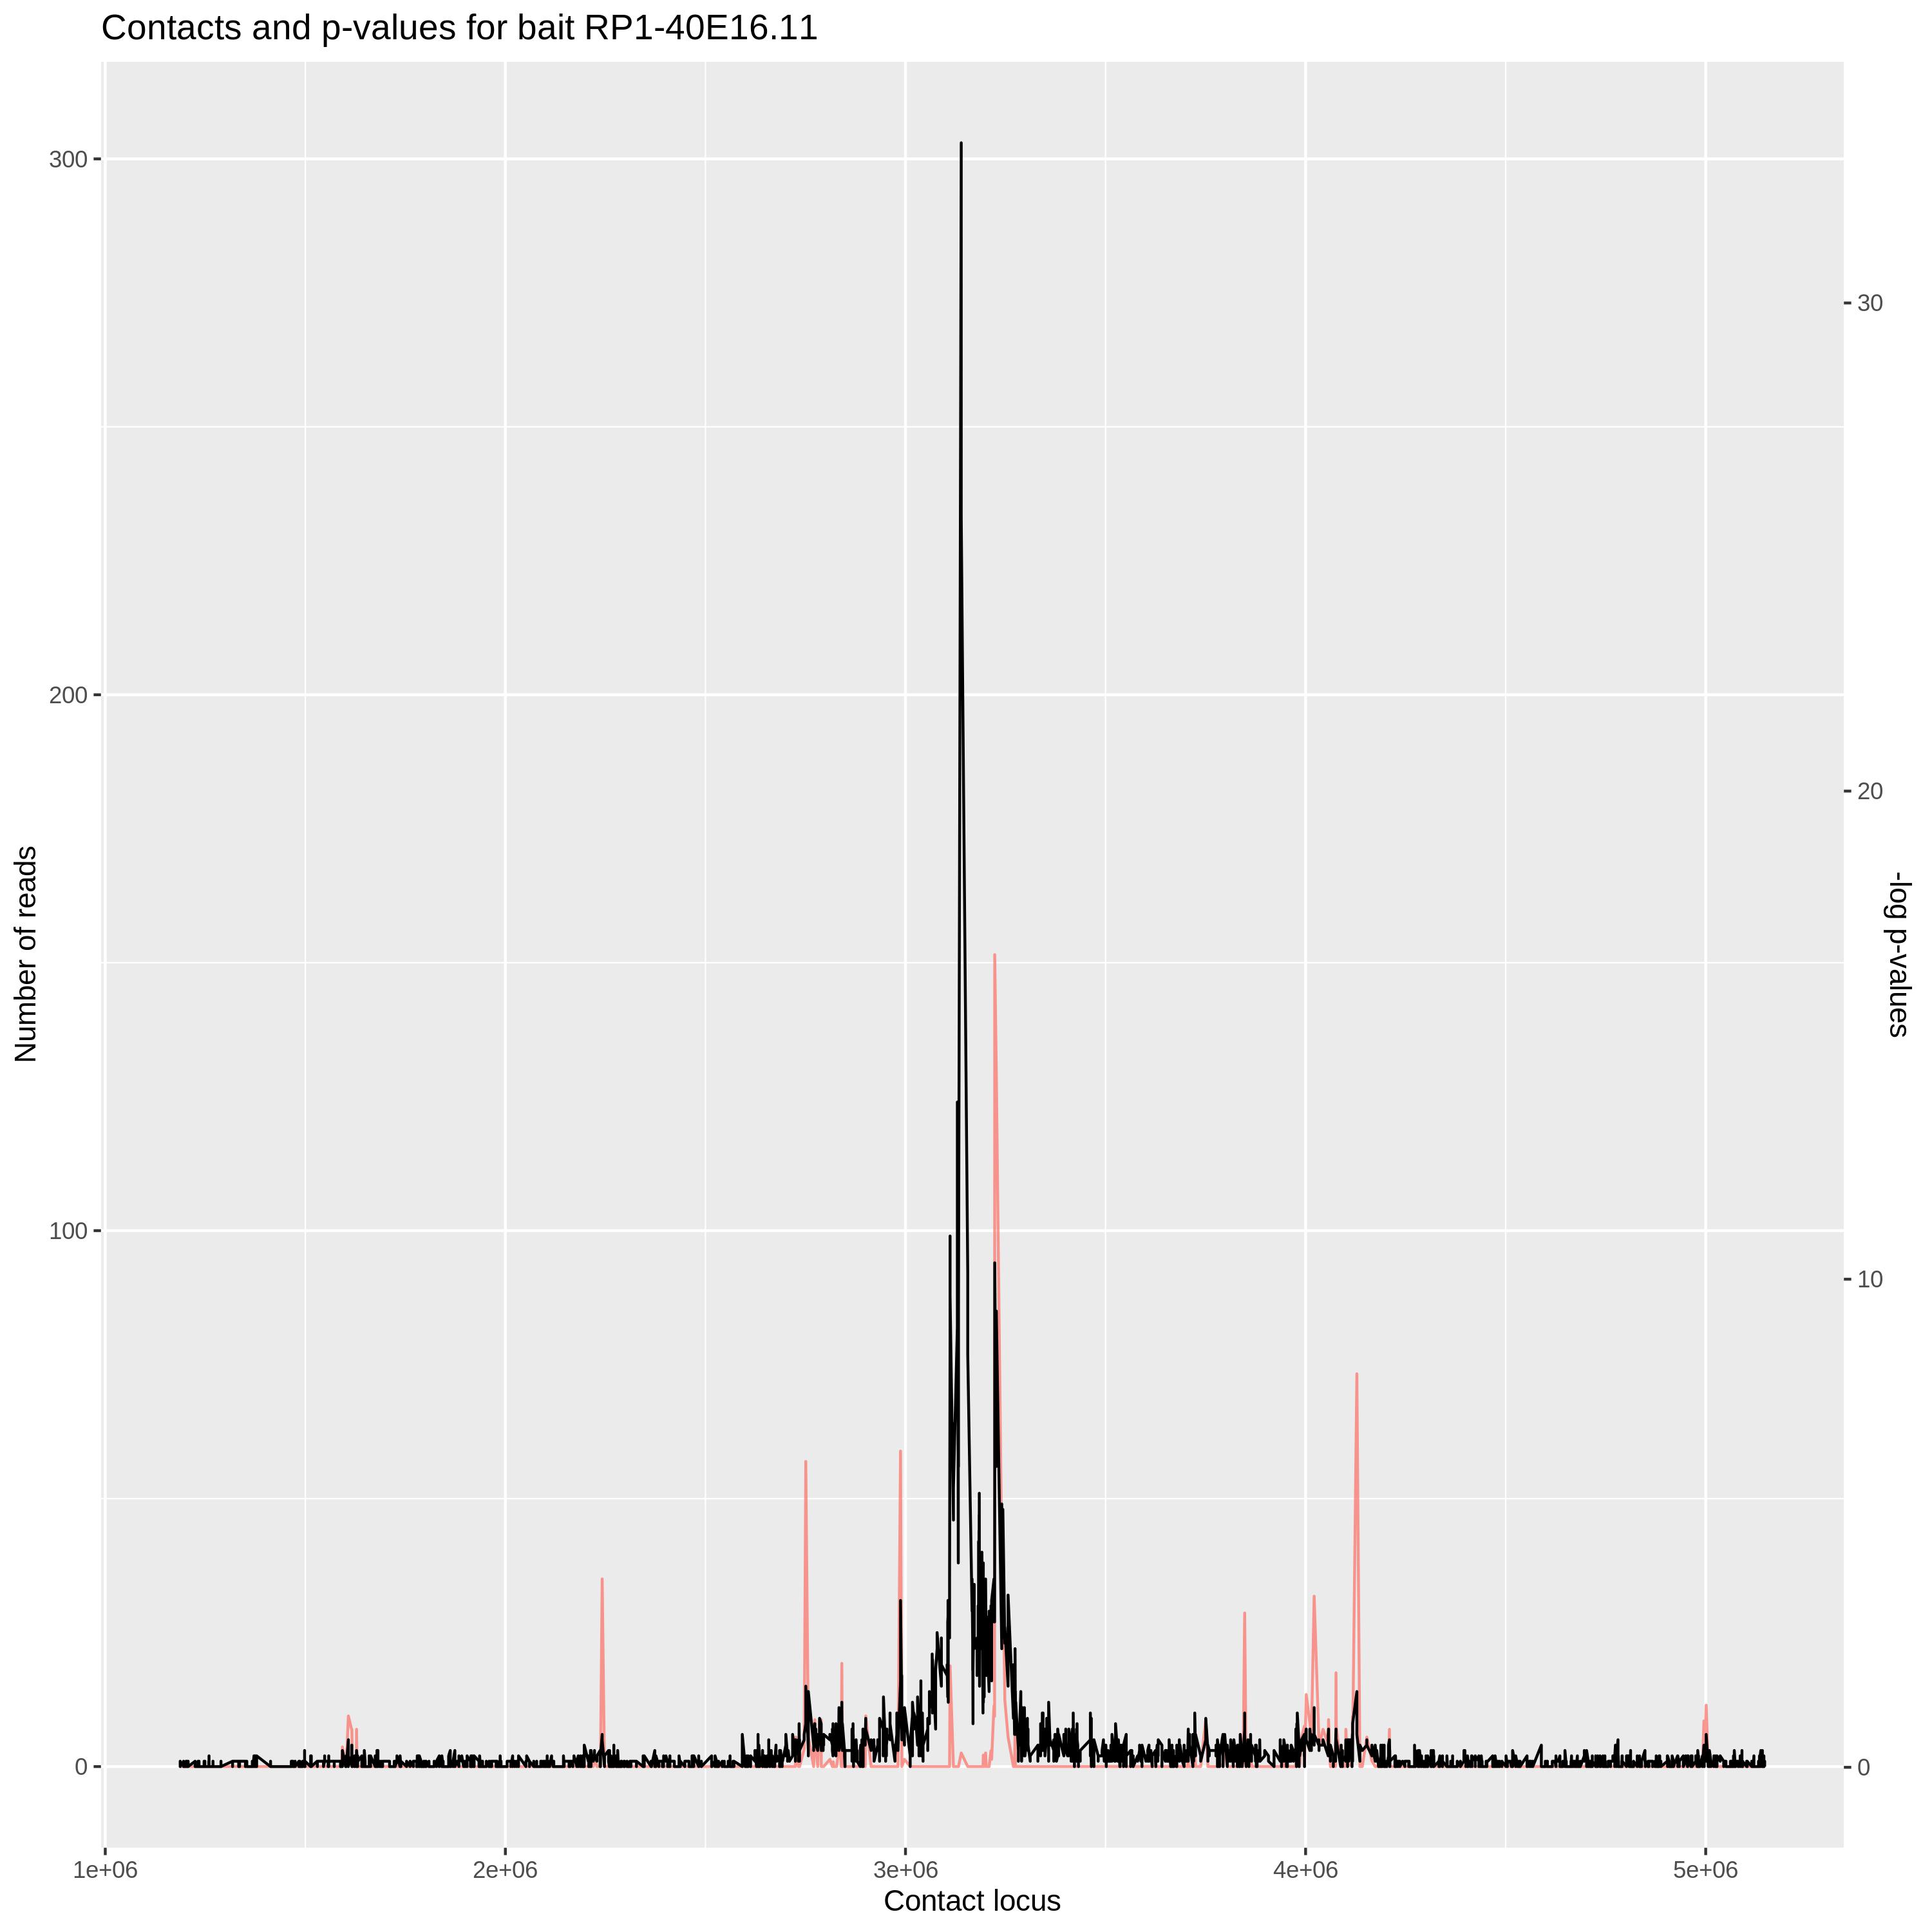 Contacts and p-values for bait RP1-40E16.11
300
200
100
0
Number of reads
30
20
10
0
-log p-values
1e+06 2e+06 3e+06 4e+06 5e+06
Contact locus